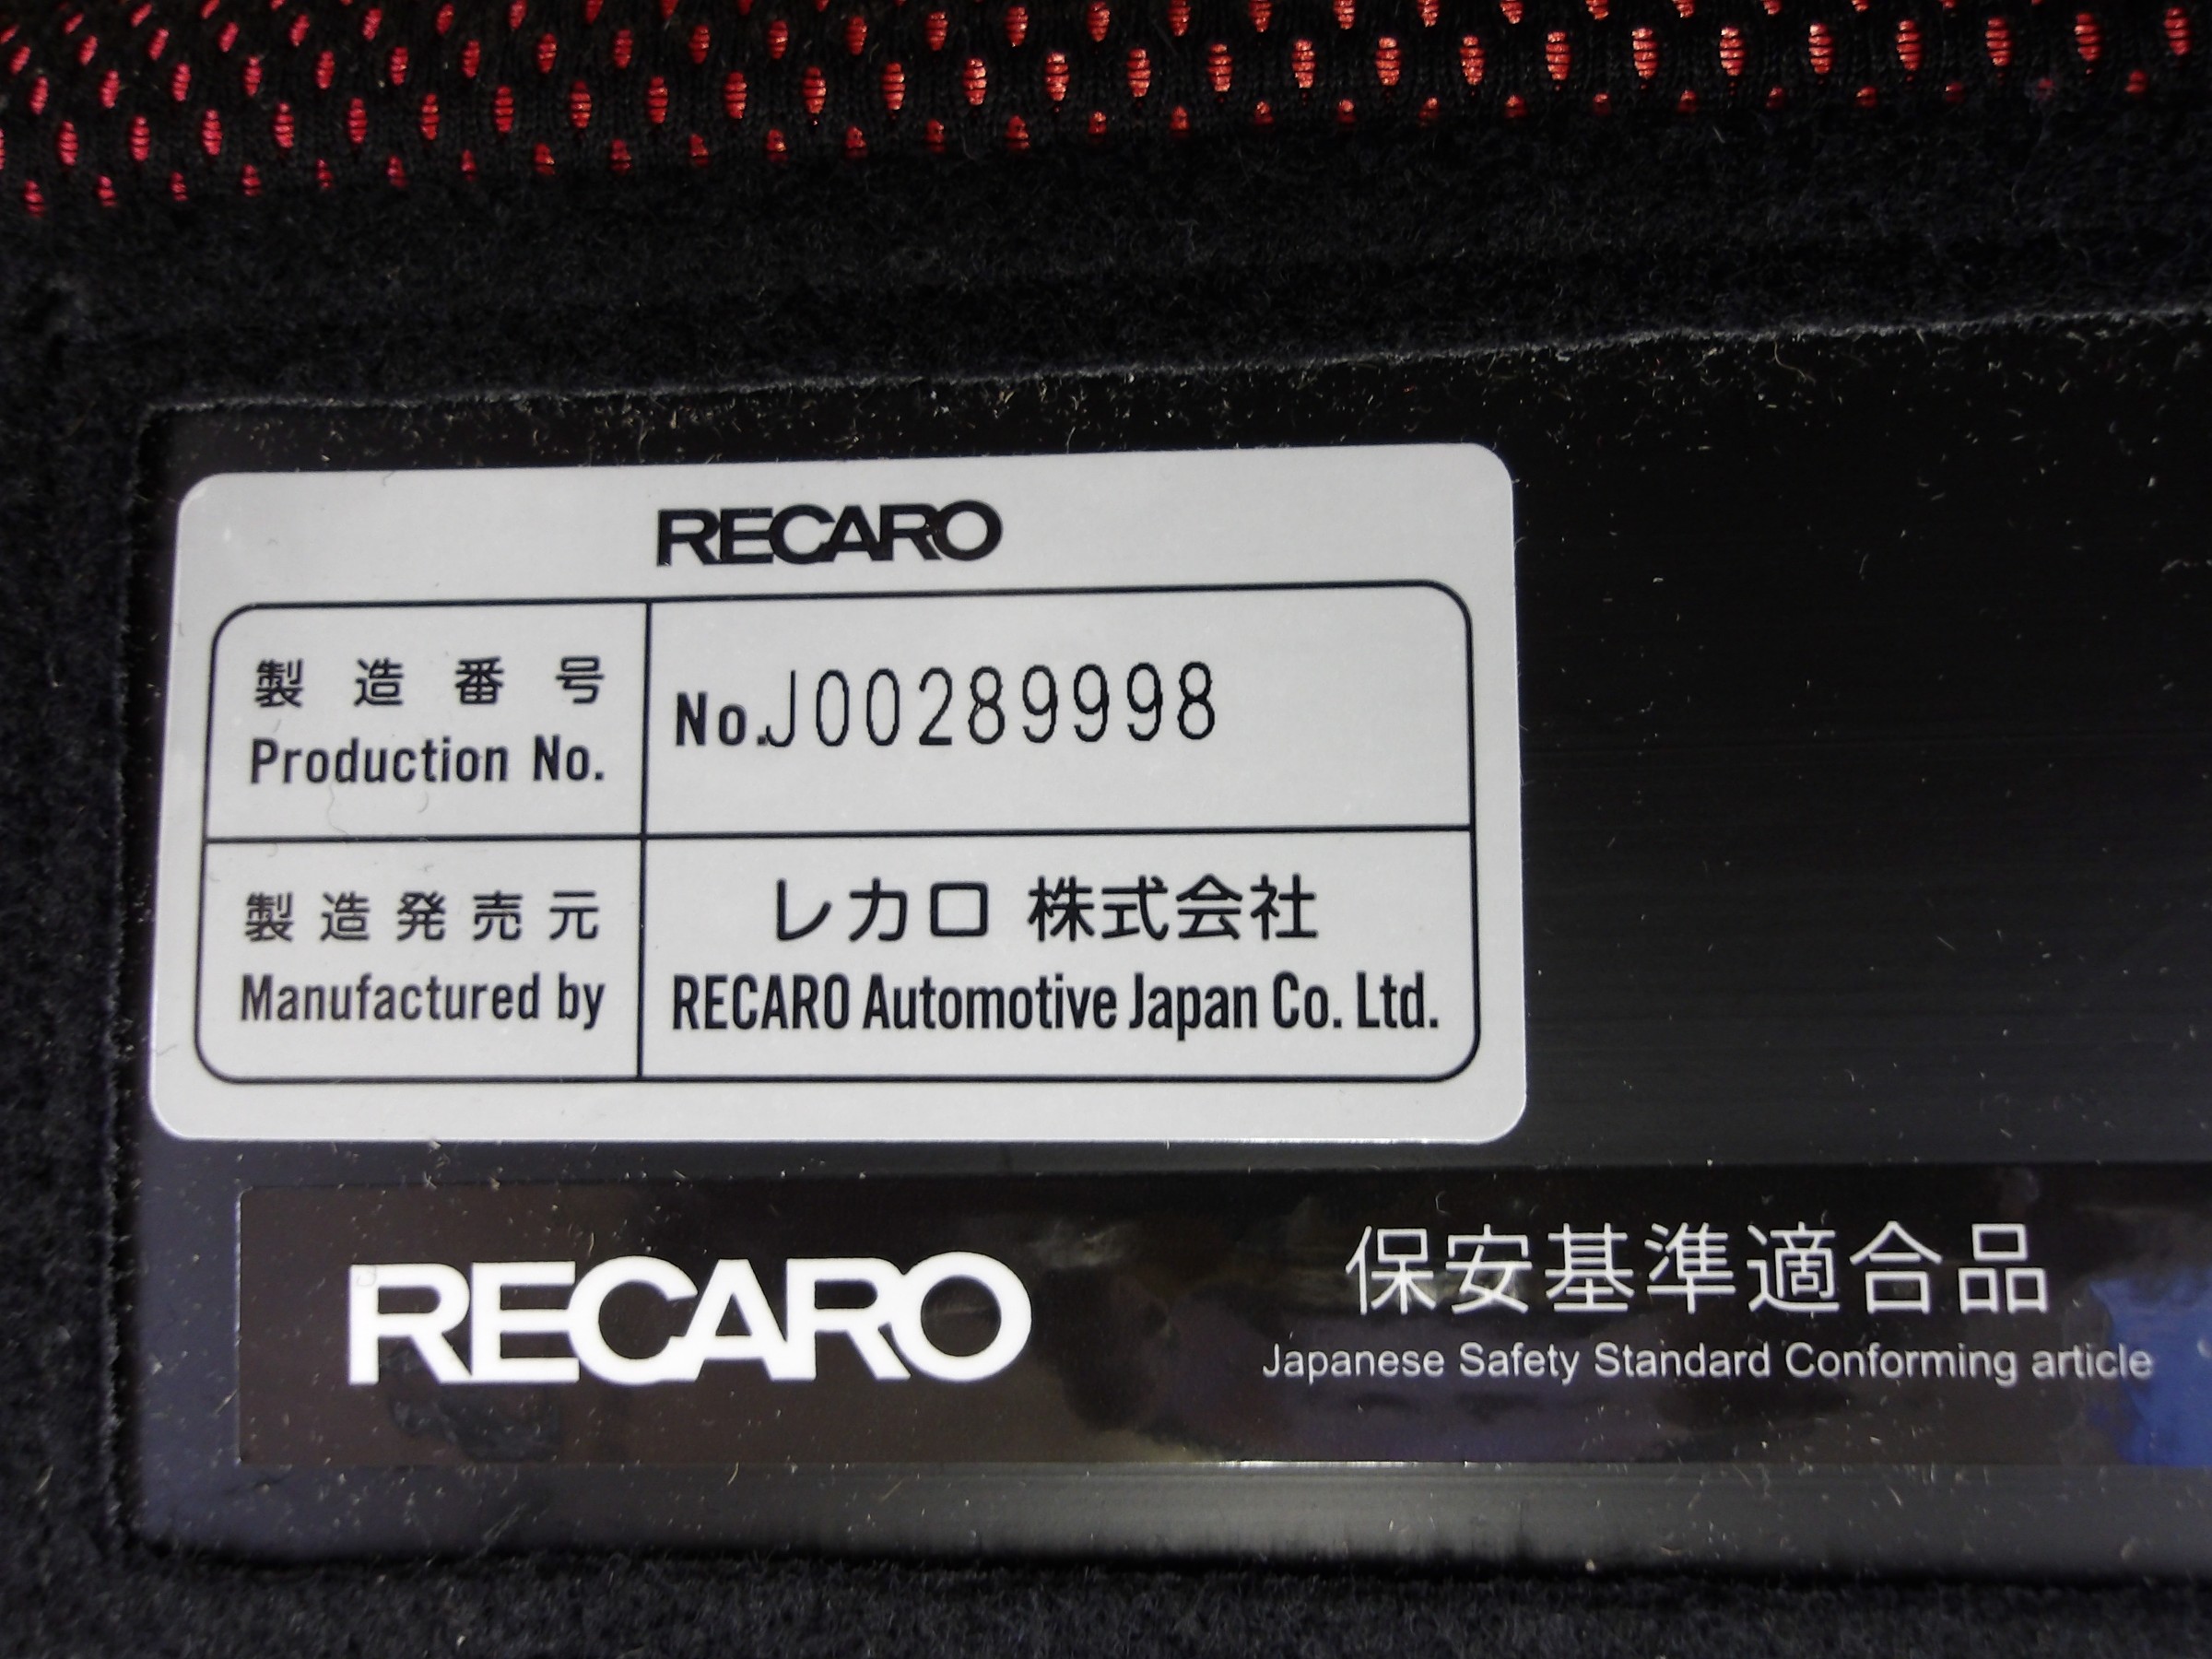 RECARO
製造番号
Production No.
No.J00289998
製造発売元
Manufactured by
レカロ 株式会社
RECARO Automotive Japan Co. Ltd.
RECARO
保安基準適合品
Japanese Safety Standard Conforming article